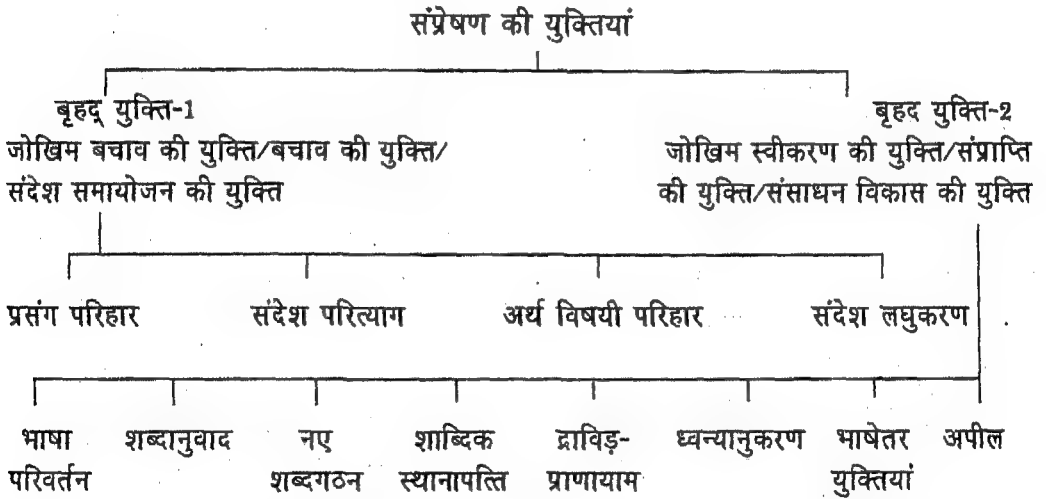 संप्रेषण की युक्तियां
बृहद् युक्ति-1
जोखिम बचाव की युक्ति/बचाव की युक्ति/
संदेश समायोजन की युक्ति
बृहद युक्ति-2
जोखिम स्वीकरण की युक्ति/संप्राप्ति
की युक्ति/संसाधन विकास की युक्ति
प्रसंग परिहार
संदेश परित्याग
अर्थ विषयी परिहार
संदेश लघुकरण
भाषा
परिवर्तन
शब्दानुवाद
नए
शब्दगठन
शाब्दिक
स्थानापत्ति
द्राविड़-
प्राणायाम
ध्वन्यानुकरण
भाषेतर
युक्तियां
अपील